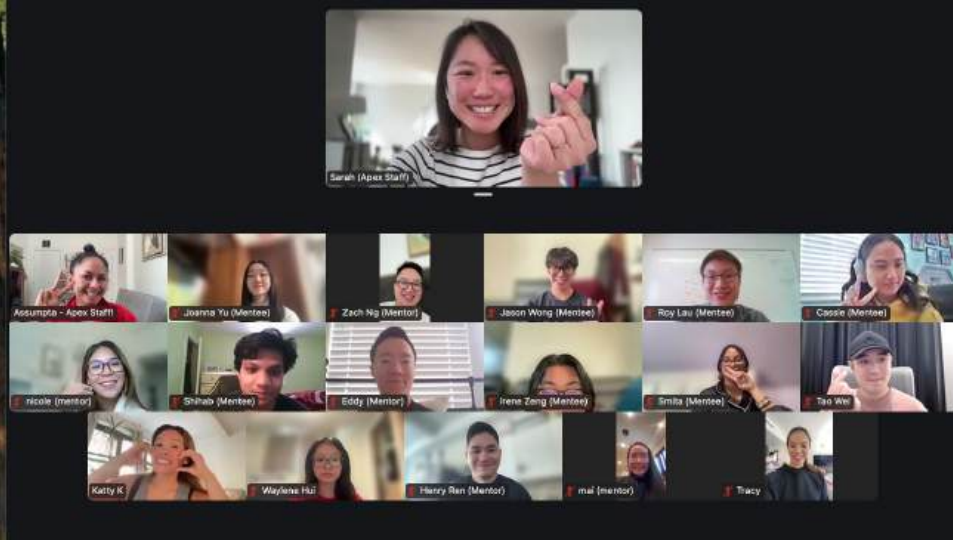 Sarah (Apex Staff)
Assumpta - Apex Staff!
Joanna Yu (Mentee)
Zach Ng (Mentor)
Jason Wong (Mentee)
Roy Lau (Mentee)
Cassie (Mentee)
nicole (mentor)
Shihab (Mentee)
Eddy (Mentor)
Irene Zeng (Mentee)
Smita (Mentee)
Tao Wei
Katty K
Waylena Hui
Henry Ren (Mentor)
mai (mentor)
Tracy